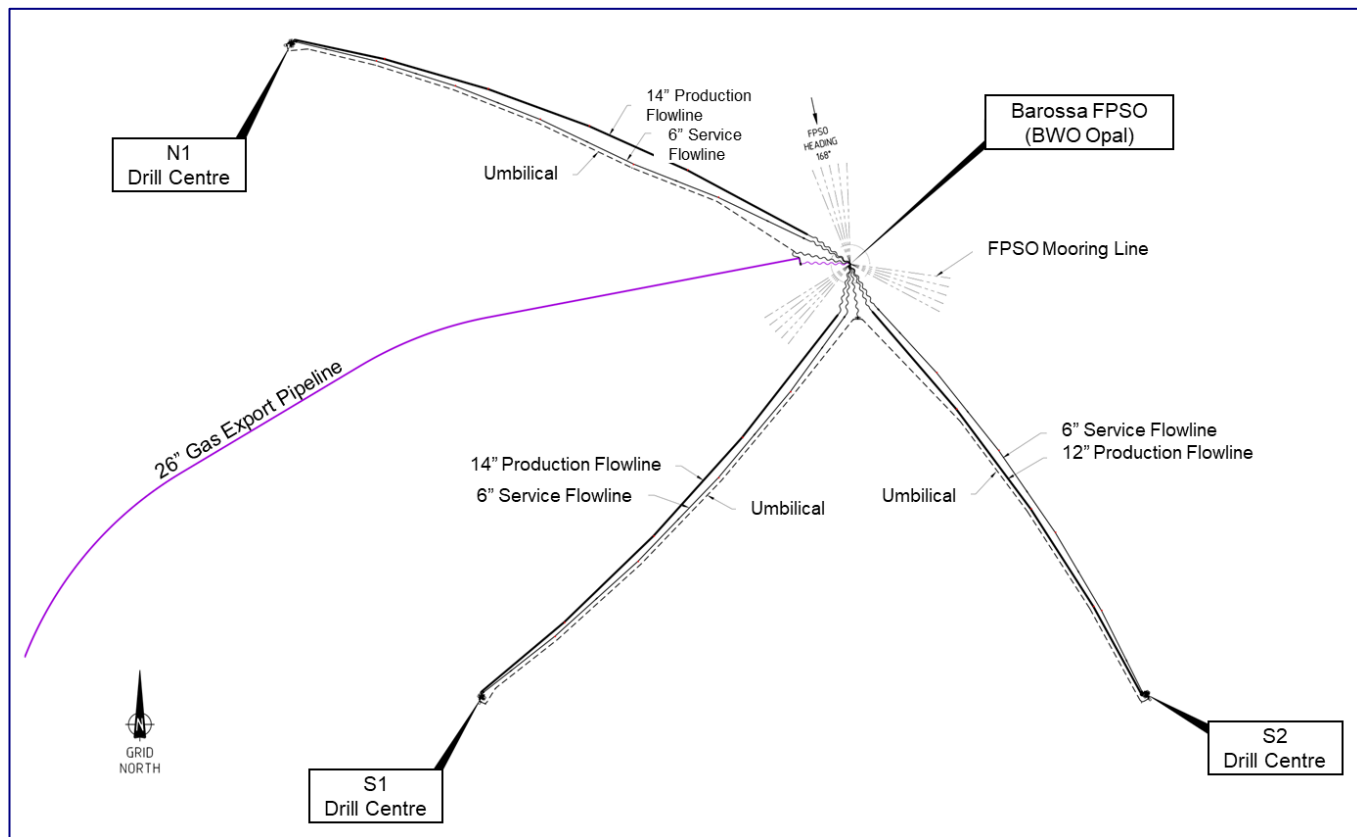 14” Production
Flowline
6” Service
Flowline
Umbilical
N1
Drill Centre
FPSO
HEADING
168°
Barossa FPSO
(BWO Opal)
FPSO Mooring Line
26” Gas Export Pipeline
14” Production Flowline
6” Service Flowline
Umbilical
6” Service Flowline
12” Production Flowline
Umbilical
N
GRID
NORTH
S1
Drill Centre
S2
Drill Centre